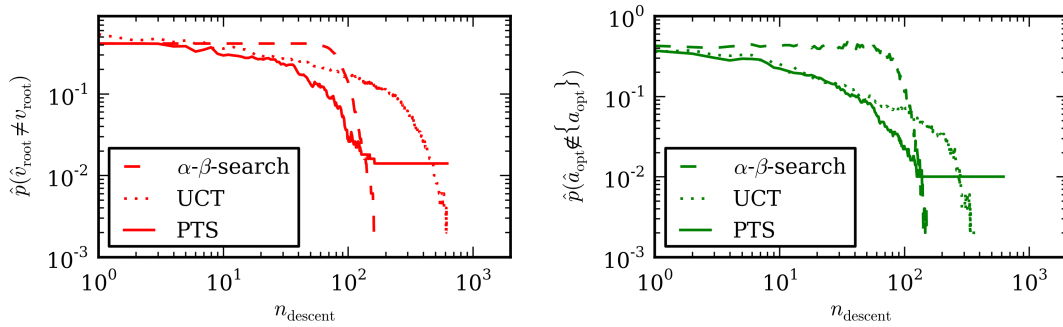 p̂(v̂_root ≠ v_root)
10^-1
10^-2
10^-3
α-β-search
UCT
PTS
10^0 10^1 10^2 10^3
n_descent
p̂(â_opt ∉ {a_opt})
10^0
10^-1
10^-2
10^-3
α-β-search
UCT
PTS
10^0 10^1 10^2 10^3
n_descent